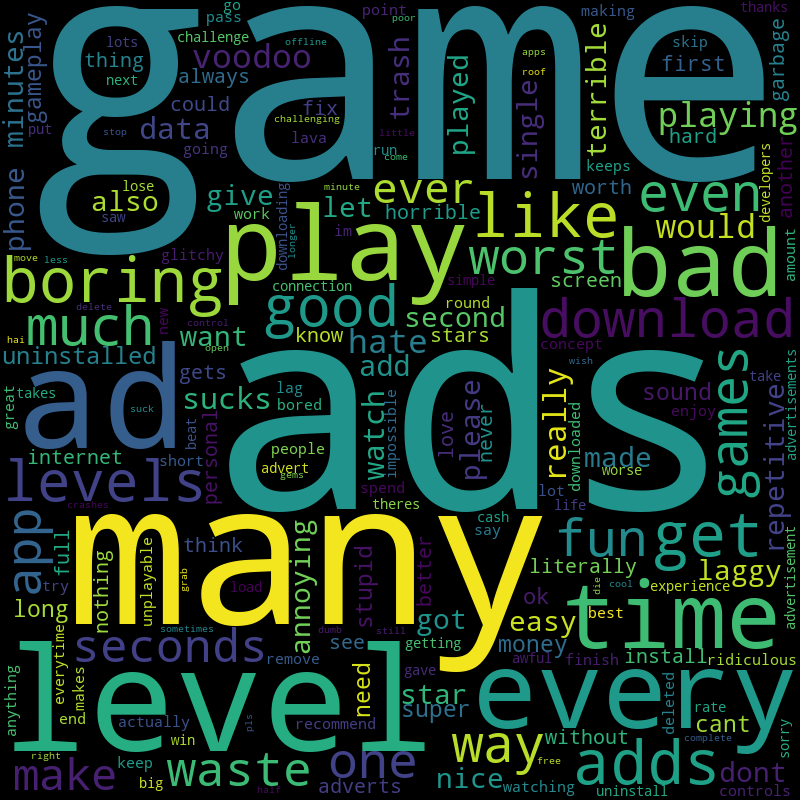 game
many
ads
play
level
ad
bad
time
every
get
good
like
boring
much
worst
download
even
games
levels
seconds
app
fun
way
adds
one
waste
make
ever
would
playing
voodoo
data
minutes
phone
gameplay
go
pass
challenge
thing
next
always
could
put
stop
going
lose
also
saw
offline
point
poor
making
skip
thanks
apps
roof
first
garbage
trash
terrible
single
played
fix
challenging
lava
little
run
come
hard
keeps
another
developers
give
let
horrible
worth
minute
work
im
downloading
longer
glitchy
move
less
connection
simple
screen
amount
delete
new
round
second
control
concept
hai
open
want
know
stars
hate
wish
uninstalled
gets
lag
add
great
takes
suck
beat
sucks
bored
watch
impossible
please
love
never
really
downloaded
made
sound
enjoy
take
advertisements
repetitive
internet
short
personal
people
advert
gems
worse
crashes
spend
theres
lot
life
cash
say
full
try
nothing
unplayable
grab
think
load
annoying
stupid
better
literally
ok
die
cool
best
experience
laggy
advertisement
long
easy
everytime
sometimes
dumb
still
got
getting
money
see
remove
need
gave
awful
finish
install
ridiculous
anything
end
makes
actually
recommend
star
super
deleted
rate
cant
without
complete
sorry
win
pls
right
big
keep
adverts
half
nice
watching
free
uninstall
dont
controls
lots